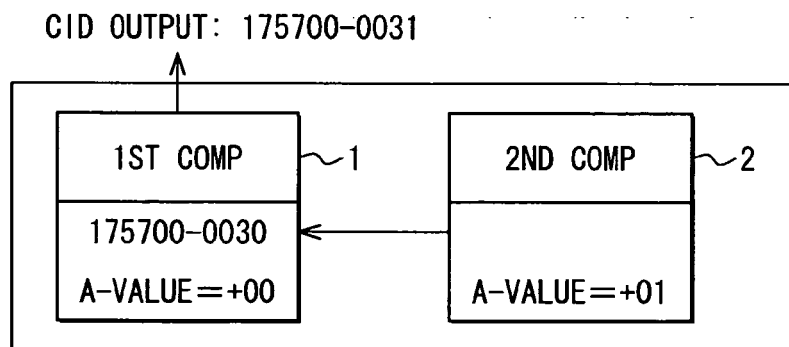 CID OUTPUT: 175700-0031
1ST COMP
1
2ND COMP
2
175700-0030
A-VALUE=+00
A-VALUE=+01